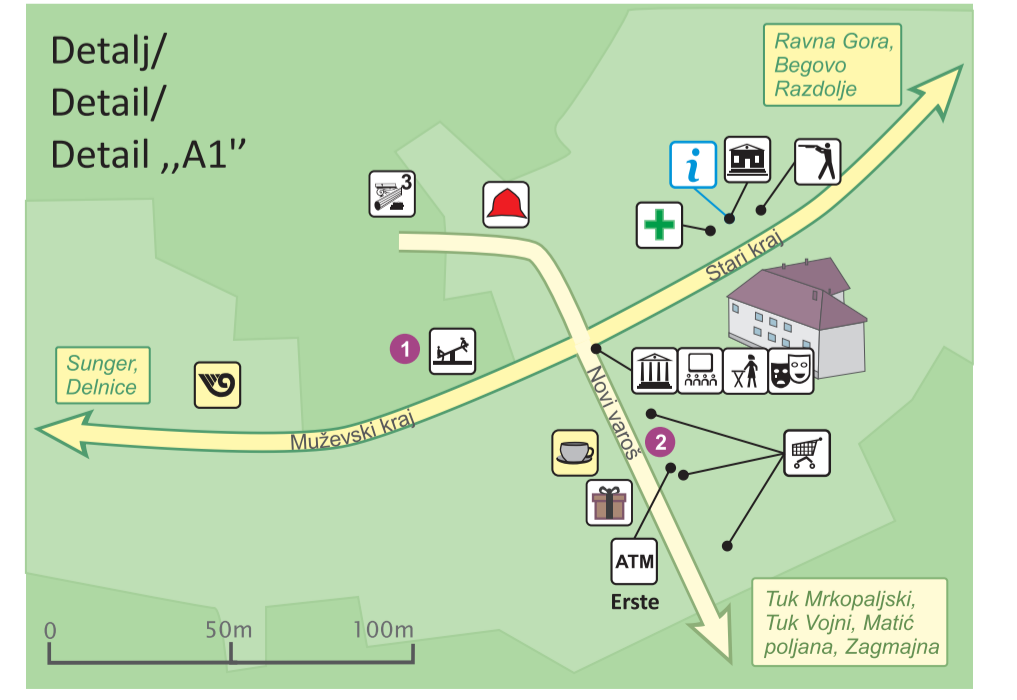 Detalj/
Detail/
Detail ,,A1"
Ravna Gora,
Begovo
Razdolje
3
i
Stari kraj
1
Sunger,
Delnice
Muževski kraj
Novi varoš
2
ATM
Erste
Tuk Mrkopaljski,
Tuk Vojni, Matić
poljana, Zagmajna
0 50m 100m